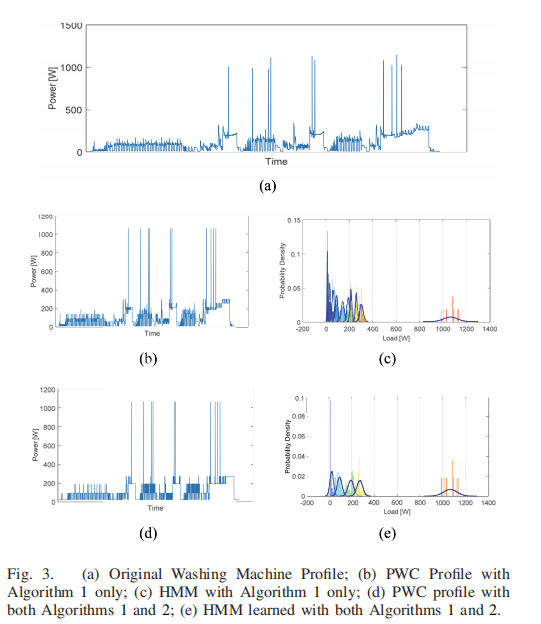 1500
1000
500
0
Power [W]
Time
(a)
1200
1000
800
600
400
200
0
Power [W]
Time
(b)
0.15
0.1
0.05
0
Probability Density
-200 0 200 400 600 800 1000 1200 1400
Load [W]
(c)
1200
1000
800
600
400
200
0
Power [W]
Time
(d)
0.1
0.08
0.06
0.04
0.02
0
Probability Density
-200 0 200 400 600 800 1000 1200 1400
Load [W]
(e)
Fig. 3. (a) Original Washing Machine Profile; (b) PWC Profile with
Algorithm 1 only; (c) HMM with Algorithm 1 only; (d) PWC profile with
both Algorithms 1 and 2; (e) HMM learned with both Algorithms 1 and 2.